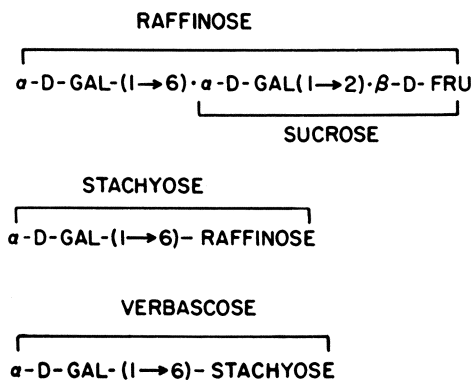 RAFFINOSE
α-D-GAL-(1→6)·α-D-GAL(1→2)·β-D-FRU
SUCROSE
STACHYOSE
α-D-GAL-(1→6)-RAFFINOSE
VERBASCOSE
α-D-GAL-(1→6)-STACHYOSE